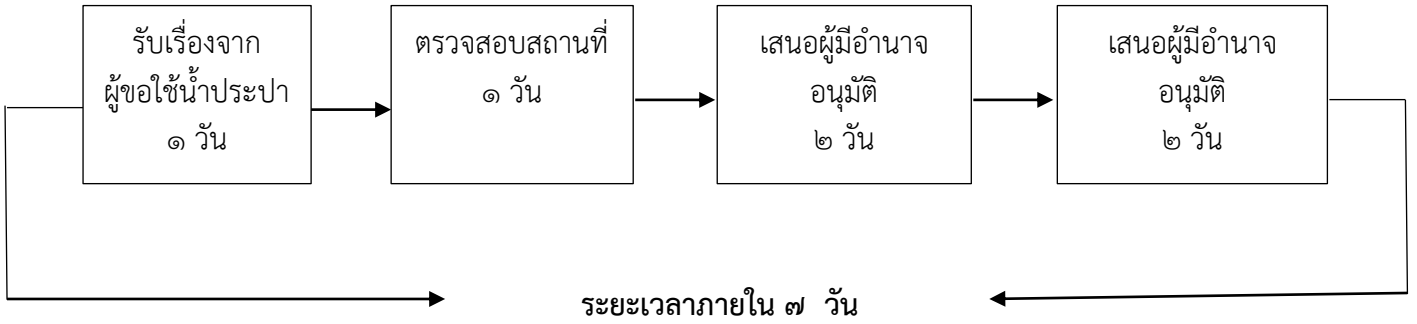 รับเรื่องจาก
ผู้ขอใช้น้ำประปา
๑ วัน
ตรวจสอบสถานที่
๑ วัน
เสนอผู้มีอำนาจ
อนุมัติ
๒ วัน
เสนอผู้มีอำนาจ
อนุมัติ
๒ วัน
ระยะเวลาภายใน ๗ วัน